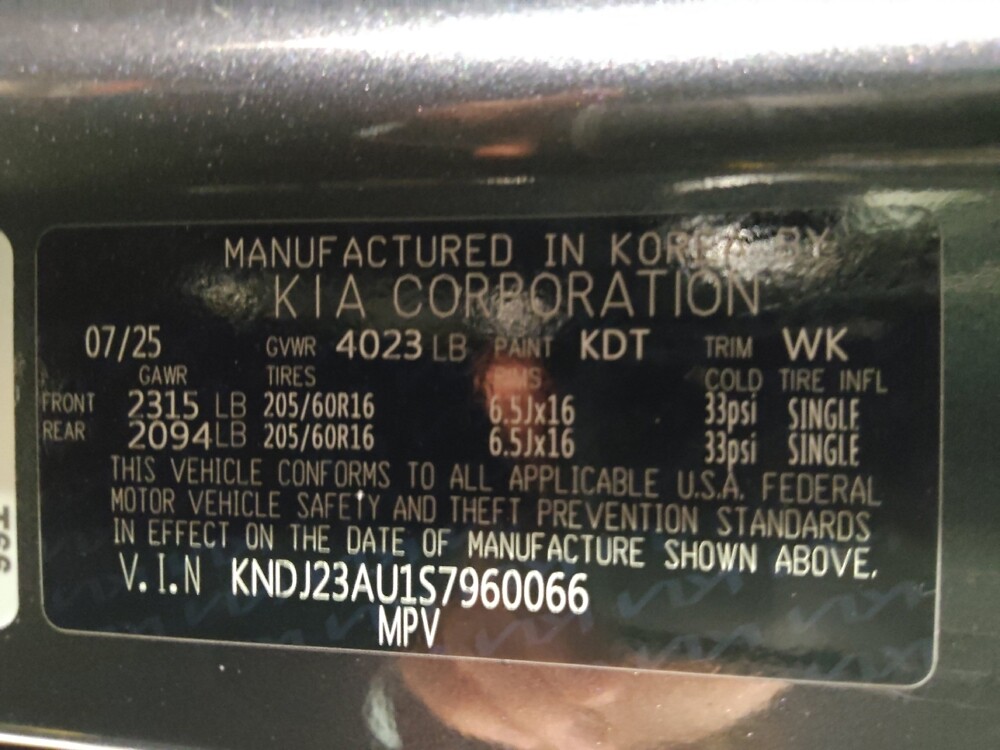 MANUFACTURED IN KOREA BY
KIA CORPORATION
07/25 GVWR 4023 LB PAINT KDT TRIM WK
GAWR TIRES RIMS COLD TIRE INFL
FRONT 2315 LB 205/60R16 6.5Jx16 33psi SINGLE
REAR 2094 LB 205/60R16 6.5Jx16 33psi SINGLE
THIS VEHICLE CONFORMS TO ALL APPLICABLE U.S.A. FEDERAL
MOTOR VEHICLE SAFETY AND THEFT PREVENTION STANDARDS
IN EFFECT ON THE DATE OF MANUFACTURE SHOWN ABOVE.
V.I.N KNDJ23AU1S7960066
MPV